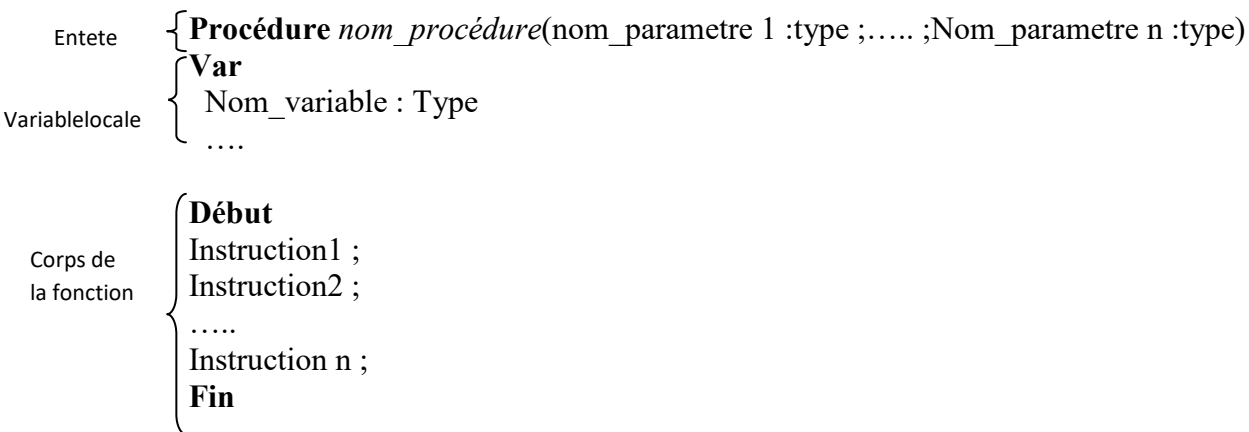 Entete Procédure nom_procédure(nom_parametre 1 :type ;….. ;Nom_parametre n :type)
Var
Nom_variable : Type
Variablelocale
….
Début
Instruction1 ;
Corps de
la fonction
Instruction2 ;
…..
Instruction n ;
Fin